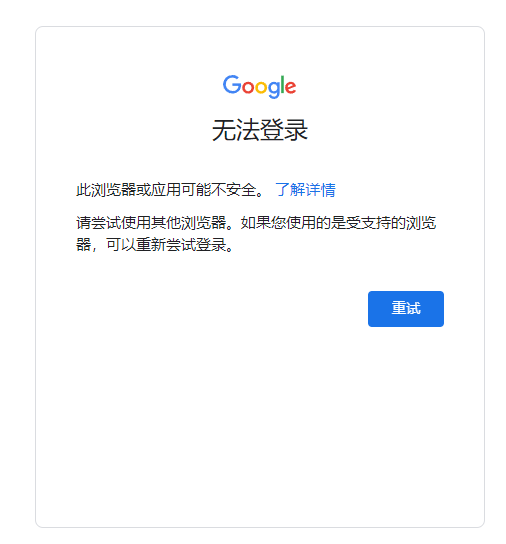 Google
无法登录
此浏览器或应用可能不安全。 了解详情
请尝试使用其他浏览器。如果您使用的是受支持的浏览
器，可以重新尝试登录。
重试